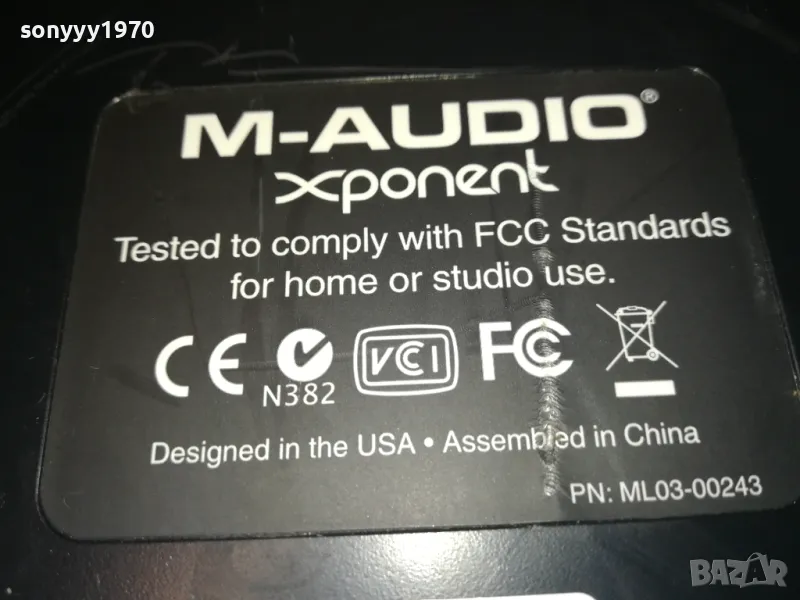 sonyyy1970
M-AUDIO®
xponent
Tested to comply with FCC Standards
for home or studio use.
CE VCI FC
N382
Designed in the USA • Assembled in China
PN: ML03-00243
BAZAR